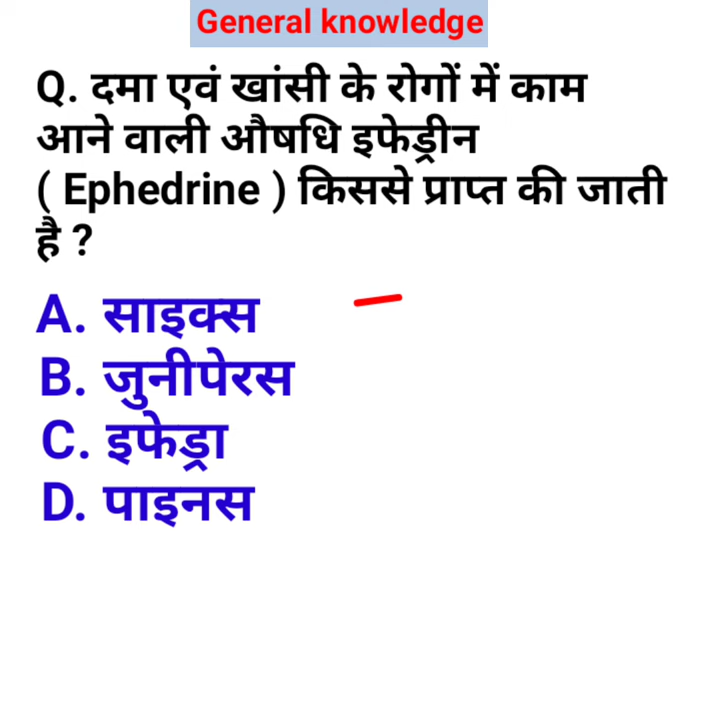 General knowledge
Q. दमा एवं खांसी के रोगों में काम
आने वाली औषधि इफेड्रीन
( Ephedrine ) किससे प्राप्त की जाती
है ?
A. साइक्स
B. जुनीपेरस
C. इफेड्रा
D. पाइनस